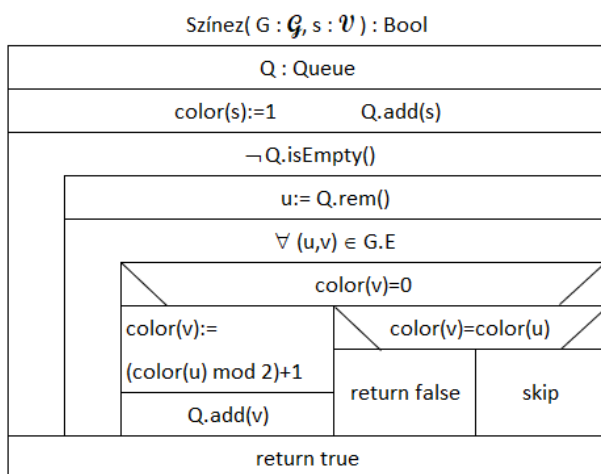 Színez( G : 𝓖, s : 𝓥 ) : Bool
Q : Queue
color(s):=1 Q.add(s)
¬ Q.isEmpty()
u:= Q.rem()
∀ (u,v) ∈ G.E
color(v)=0
color(v):=
(color(u) mod 2)+1
Q.add(v)
color(v)=color(u)
return false
skip
return true